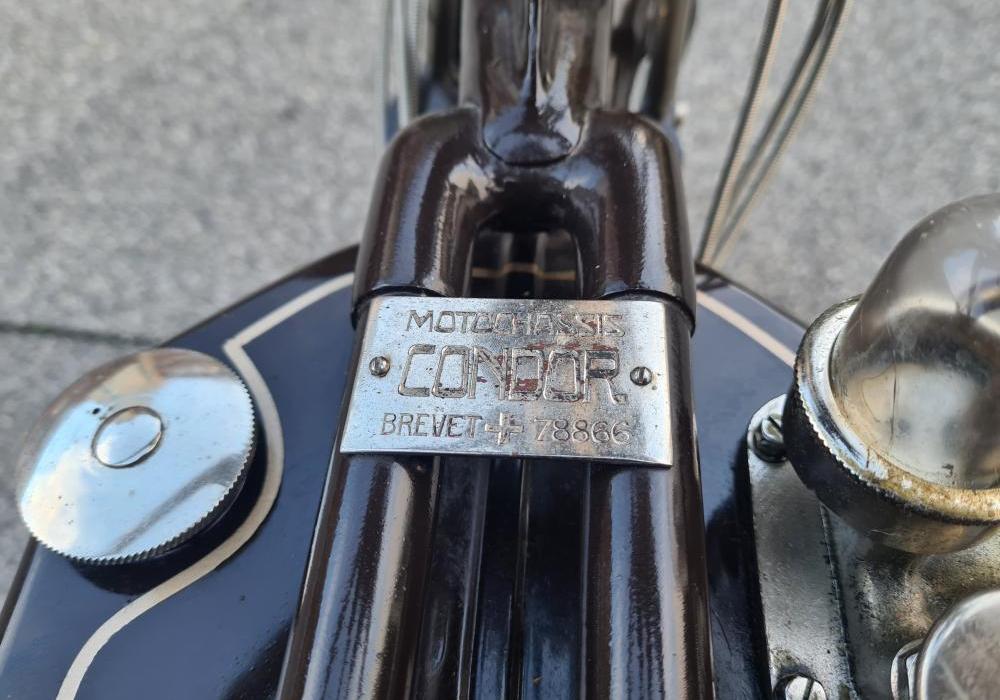 MOTOCHASSIS
CONDOR
BREVET + 78866